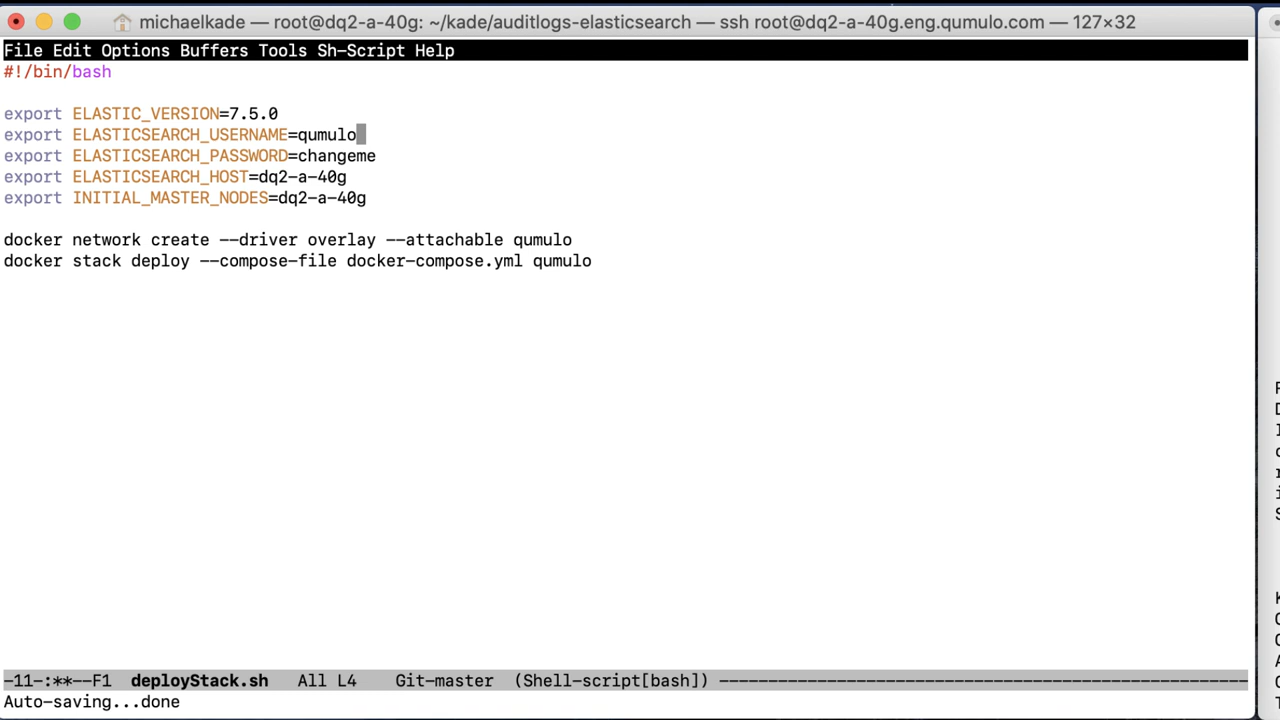 michaelkade — root@dq2-a-40g: ~/kade/auditlogs-elasticsearch — ssh root@dq2-a-40g.eng.qumulo.com — 127×32
File Edit Options Buffers Tools Sh-Script Help
#!/bin/bash
export ELASTIC_VERSION=7.5.0
export ELASTICSEARCH_USERNAME=qumulo
export ELASTICSEARCH_PASSWORD=changeme
export ELASTICSEARCH_HOST=dq2-a-40g
export INITIAL_MASTER_NODES=dq2-a-40g
docker network create --driver overlay --attachable qumulo
docker stack deploy --compose-file docker-compose.yml qumulo
-11-:**--F1  deployStack.sh   All L4    Git-master  (Shell-script[bash]) ------------------------------------------------------
Auto-saving...done